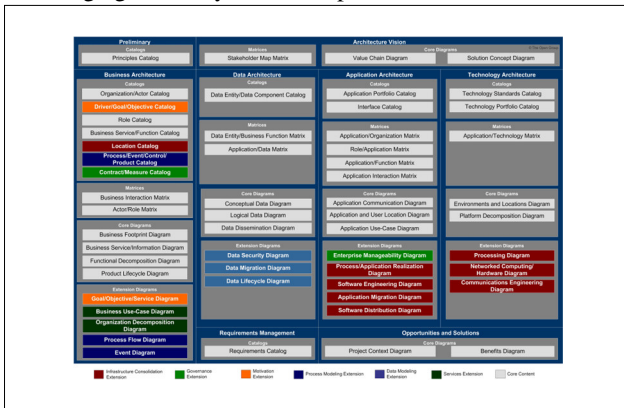 Preliminary
Catalogs
Principles Catalog
Architecture Vision
Matrices
Stakeholder Map Matrix
Core Diagrams
Value Chain Diagram
Solution Concept Diagram
Business Architecture
Catalogs
Organization/Actor Catalog
Driver/Goal/Objective Catalog
Role Catalog
Business Service/Function Catalog
Location Catalog
Process/Event/Control/
Product Catalog
Contract/Measure Catalog
Matrices
Business Interaction Matrix
Actor/Role Matrix
Core Diagrams
Business Footprint Diagram
Business Service/Information Diagram
Functional Decomposition Diagram
Product Lifecycle Diagram
Extension Diagrams
Goal/Objective/Service Diagram
Business Use-Case Diagram
Organization Decomposition
Diagram
Process Flow Diagram
Event Diagram
Data Architecture
Catalogs
Data Entity/Data Component Catalog
Matrices
Data Entity/Business Function Matrix
Application/Data Matrix
Core Diagrams
Conceptual Data Diagram
Logical Data Diagram
Data Dissemination Diagram
Extension Diagrams
Data Security Diagram
Data Migration Diagram
Data Lifecycle Diagram
Application Architecture
Catalogs
Application Portfolio Catalog
Interface Catalog
Matrices
Application/Organization Matrix
Role/Application Matrix
Application/Function Matrix
Application Interaction Matrix
Core Diagrams
Application Communication Diagram
Application and User Location Diagram
Application Use-Case Diagram
Extension Diagrams
Enterprise Manageability Diagram
Process/Application Realization
Diagram
Software Engineering Diagram
Application Migration Diagram
Software Distribution Diagram
Technology Architecture
Catalogs
Technology Standards Catalog
Technology Portfolio Catalog
Matrices
Application/Technology Matrix
Core Diagrams
Environments and Locations Diagram
Platform Decomposition Diagram
Extension Diagrams
Processing Diagram
Networked Computing/
Hardware Diagram
Communications Engineering
Diagram
Requirements Management
Catalogs
Requirements Catalog
Opportunities and Solutions
Core Diagrams
Project Context Diagram
Benefits Diagram
Infrastructure Consolidation
Extension
Governance
Extension
Motivation
Extension
Process Modeling Extension
Data Modeling
Extension
Services Extension
Core Content